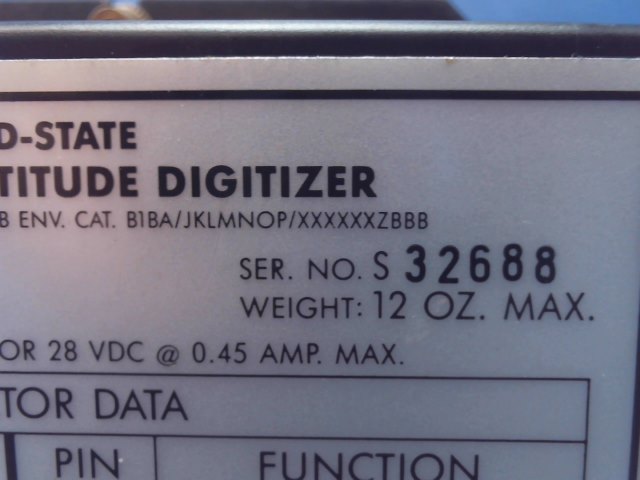 D-STATE
TITUDE DIGITIZER
B ENV. CAT. B1BA/JKLMNOP/XXXXXXZBBB
SER. NO. S 32688
WEIGHT: 12 OZ. MAX.
OR 28 VDC @ 0.45 AMP. MAX.
TOR DATA
PIN FUNCTION